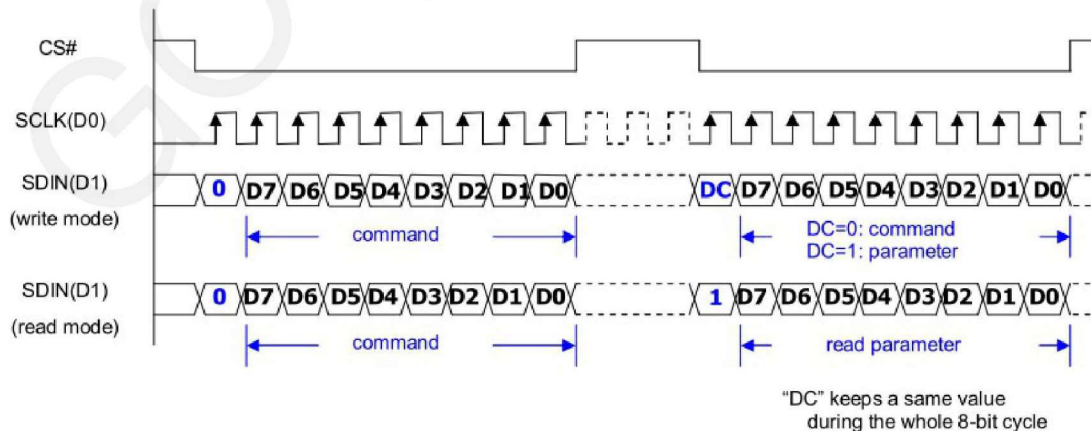 CS#
SCLK(D0)
SDIN(D1) 0 D7 D6 D5 D4 D3 D2 D1 D0 DC D7 D6 D5 D4 D3 D2 D1 D0
(write mode)
command
DC=0: command
DC=1: parameter
SDIN(D1) 0 D7 D6 D5 D4 D3 D2 D1 D0 1 D7 D6 D5 D4 D3 D2 D1 D0
(read mode)
command read parameter
“DC” keeps a same value
during the whole 8-bit cycle